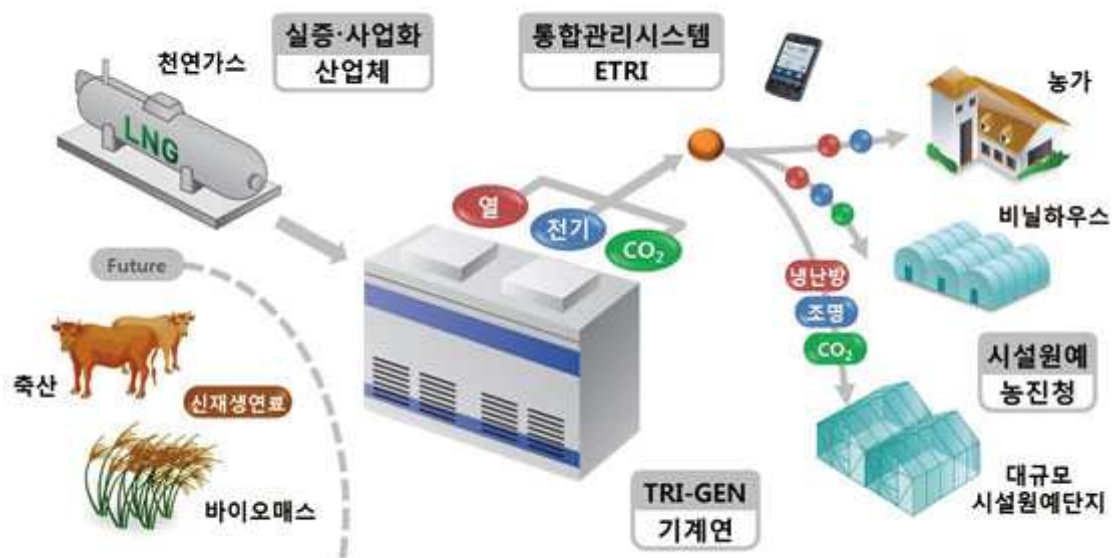 천연가스
LNG
실증·사업화
산업체
통합관리시스템
ETRI
농가
열
전기
CO₂
비닐하우스
Future
냉난방
조명
CO₂
축산
신재생연료
시설원예
농진청
바이오매스
TRI-GEN
기계연
대규모
시설원예단지